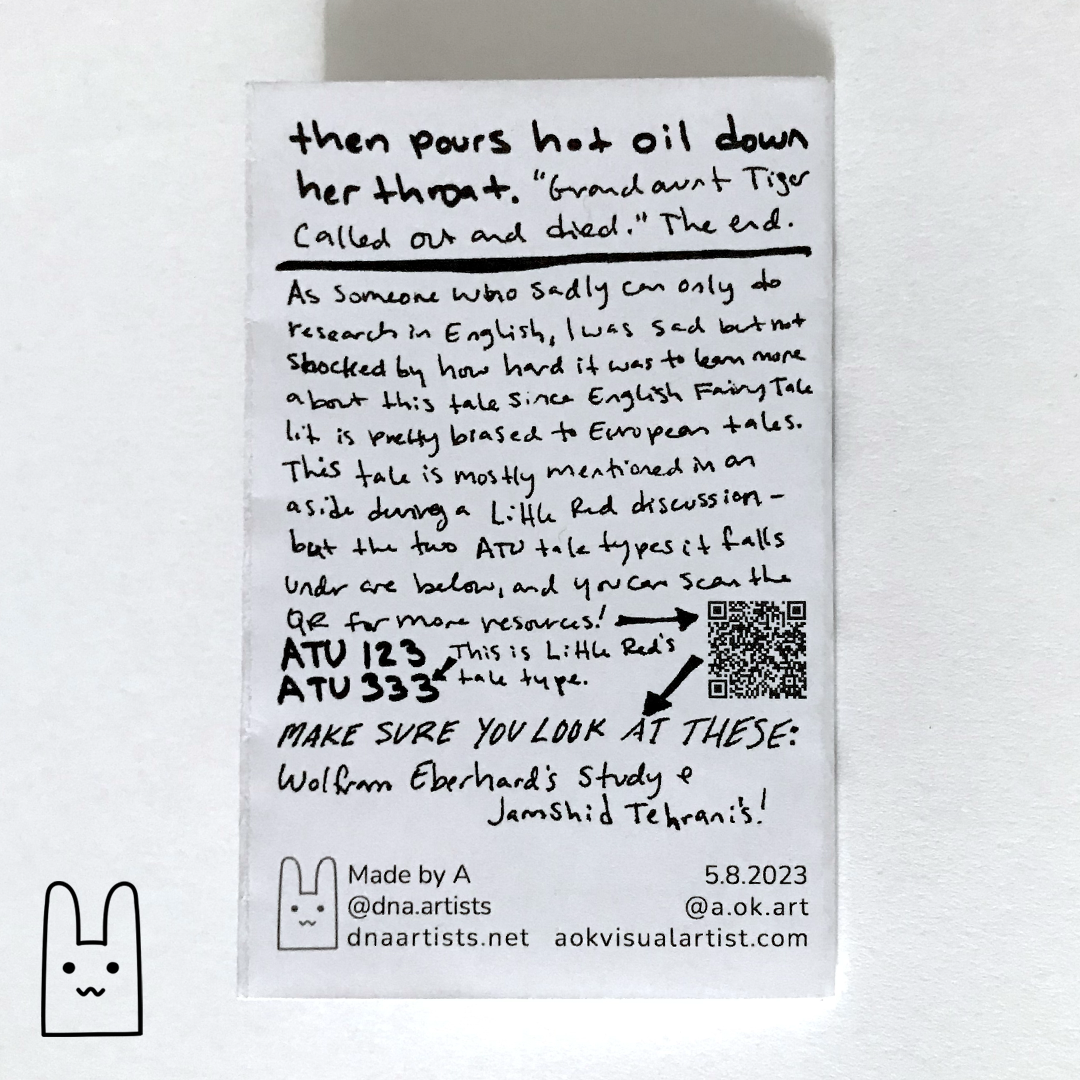 then pours hot oil down
her throat. "Grandaunt Tiger
Called out and died." The end.
As someone who sadly can only do
research in English, I was sad but not
shocked by how hard it was to learn more
about this tale since English Fairy Tale
lit is pretty biased to European tales.
This tale is mostly mentioned in an
aside during a Little Red discussion -
but the two ATU tale types it falls
under are below, and you can scan the
QR for more resources!
ATU 123 This is Little Red's
ATU 333 tale type.
MAKE SURE YOU LOOK AT THESE:
Wolfram Eberhard's Study &
Jamshid Tehrani's!
Made by A 5.8.2023
@dna.artists @a.ok.art
dnaartists.net aokvisualartist.com